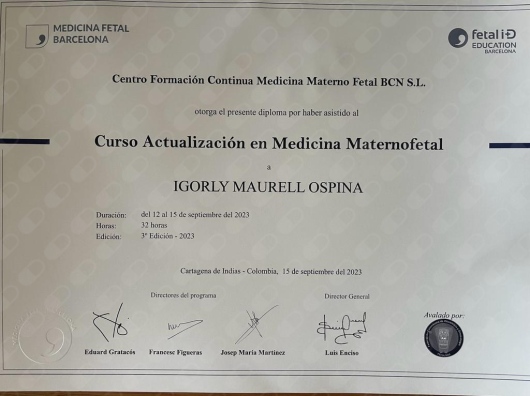 MEDICINA FETAL
BARCELONA
fetal i+D
EDUCATION
BARCELONA
Centro Formación Continua Medicina Materno Fetal BCN S.L.
otorga el presente diploma por haber asistido al
Curso Actualización en Medicina Maternofetal
a
IGORLY MAURELL OSPINA
Duración: del 12 al 15 de septiembre del 2023
Horas: 32 horas
Edición: 3ª Edición - 2023
Cartagena de Indias - Colombia, 15 de septiembre del 2023
Directores del programa
Director General
Avalado por:
Eduard Gratacós
Francesc Figueras
Josep Maria Martínez
Luis Enciso